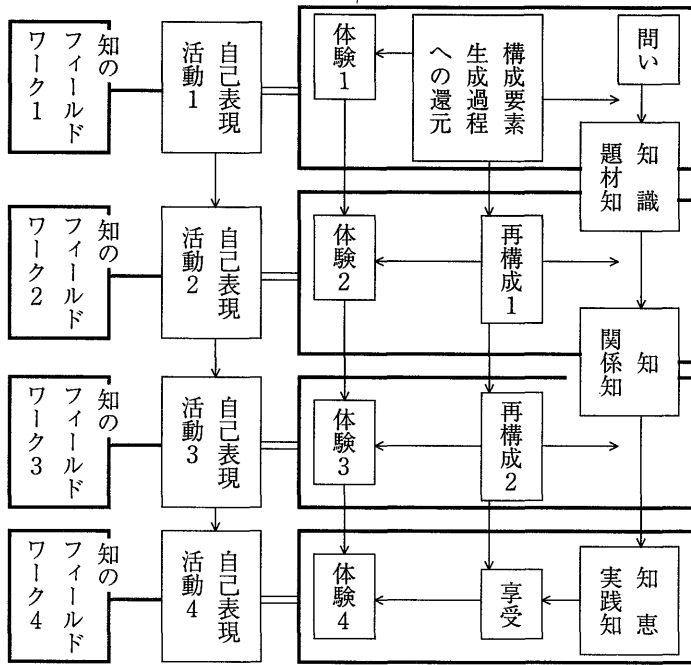 問い
構成要素
生成過程
への還元
体験1
自己表現
活動1
知の
フィールド
ワーク1
知識
題材知
再構成1
体験2
自己表現
活動2
知の
フィールド
ワーク2
知
関係知
再構成2
体験3
自己表現
活動3
知の
フィールド
ワーク3
知恵
実践知
享受
体験4
自己表現
活動4
知の
フィールド
ワーク4